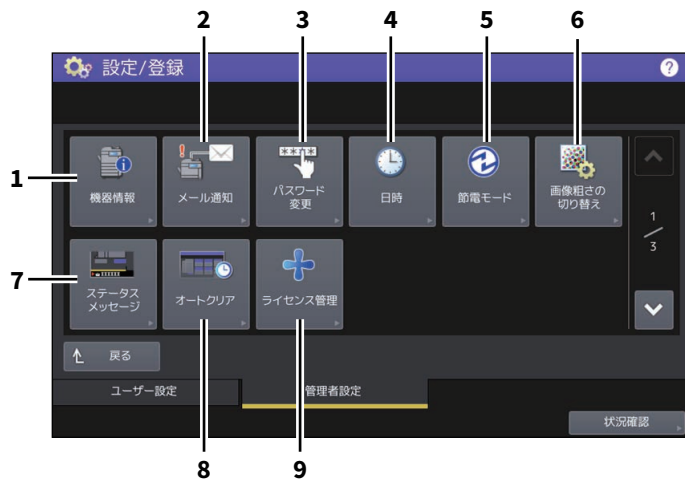 2
3
4
5
6
設定/登録
?
****
1
機器情報
メール通知
パスワード
変更
日時
節電モード
画像粗さの
切り替え
1
3
7
ステータス
メッセージ
オートクリア
ライセンス管理
戻る
ユーザー設定
管理者設定
状況確認
8
9